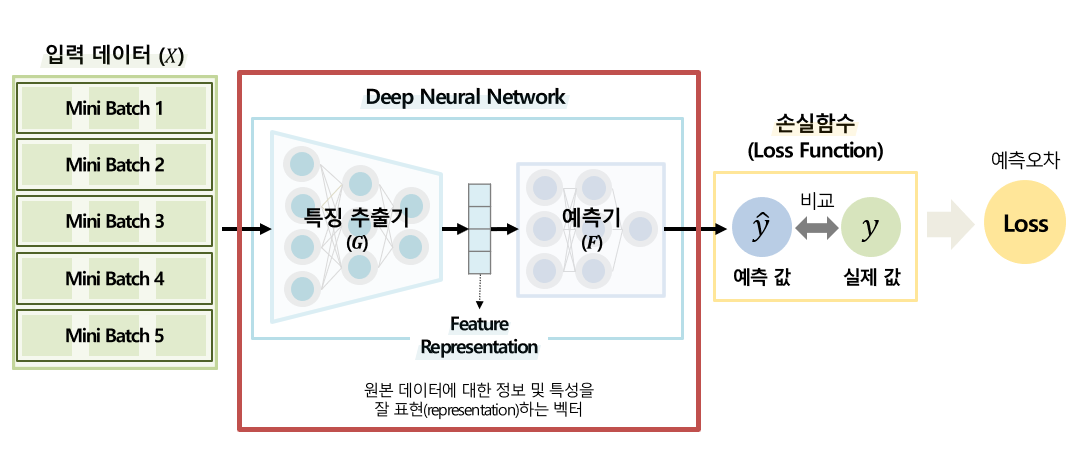 입력 데이터 (X)
Mini Batch 1
Mini Batch 2
Mini Batch 3
Mini Batch 4
Mini Batch 5
Deep Neural Network
특징 추출기
(G)
예측기
(F)
Feature
Representation
원본 데이터에 대한 정보 및 특성을
잘 표현(representation)하는 벡터
손실함수
(Loss Function)
비교
ŷ
y
예측 값
실제 값
예측오차
Loss